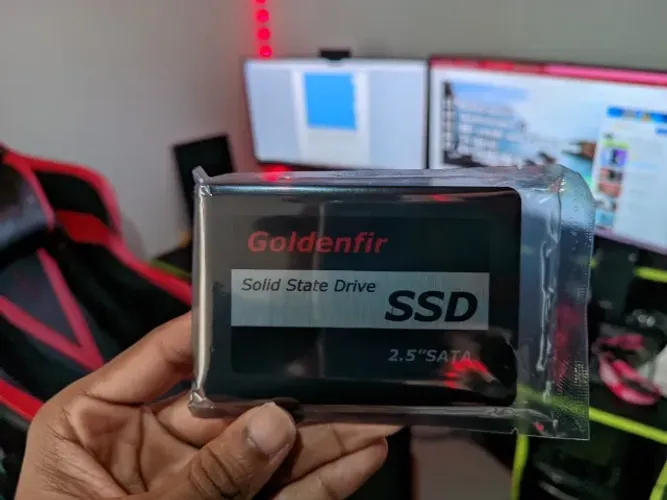 Goldenfir
Solid State Drive
SSD
2.5"SATA